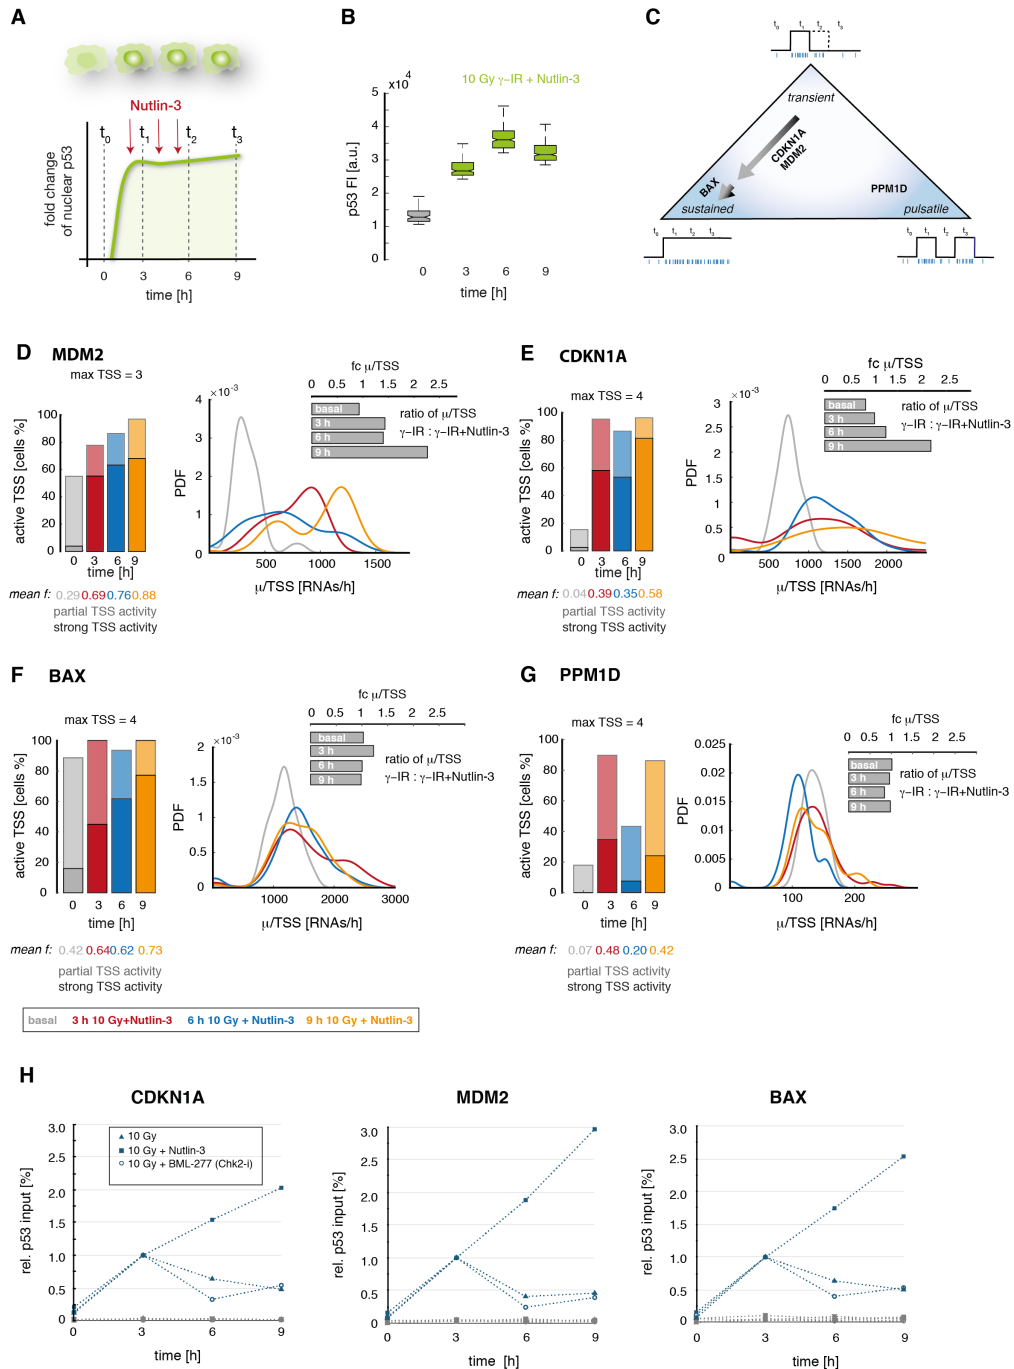 A
Nutlin-3
t0 t1 t2 t3
fold change
of nuclear p53
0 3 6 9
time [h]
B
x10^4
10 Gy γ−IR + Nutlin-3
p53 FI [a.u.]
5
4
3
2
1
0
0 3 6 9
time [h]
C
t0 t1 t2 t3
transient
CDKN1A
MDM2
BAX
PPM1D
sustained
pulsatile
t0 t1 t2 t3
t0 t1 t2 t3
D MDM2
max TSS = 3
active TSS [cells %]
100
80
60
40
20
0
0 3 6 9
time [h]
mean f: 0.29 0.69 0.76 0.88
partial TSS activity
strong TSS activity
fc μ/TSS
0 0.5 1 1.5 2 2.5
basal
3 h
6 h
9 h
ratio of μ/TSS
γ−IR : γ−IR+Nutlin-3
×10^-3
PDF
4
3
2
1
0
500 1000 1500
μ/TSS [RNAs/h]
E CDKN1A
max TSS = 4
active TSS [cells %]
100
80
60
40
20
0
0 3 6 9
time [h]
mean f: 0.04 0.39 0.35 0.58
partial TSS activity
strong TSS activity
fc μ/TSS
0 0.5 1 1.5 2 2.5
basal
3 h
6 h
9 h
ratio of μ/TSS
γ−IR : γ−IR+Nutlin-3
×10^-3
PDF
3
2.5
2
1.5
1
0.5
0
500 1000 1500 2000
μ/TSS [RNAs/h]
F BAX
max TSS = 4
active TSS [cells %]
100
80
60
40
20
0
0 3 6 9
time [h]
mean f: 0.42 0.64 0.62 0.73
partial TSS activity
strong TSS activity
fc μ/TSS
0 0.5 1 1.5 2 2.5
basal
3 h
6 h
9 h
ratio of μ/TSS
γ−IR : γ−IR+Nutlin-3
×10^-3
PDF
2
1.5
1
0.5
0
1000 2000 3000
μ/TSS [RNAs/h]
G PPM1D
max TSS = 4
active TSS [cells %]
100
80
60
40
20
0
0 3 6 9
time [h]
mean f: 0.07 0.48 0.20 0.42
partial TSS activity
strong TSS activity
fc μ/TSS
0 0.5 1 1.5 2 2.5
basal
3 h
6 h
9 h
ratio of μ/TSS
γ−IR : γ−IR+Nutlin-3
PDF
0.025
0.02
0.015
0.01
0.005
0
100 200
μ/TSS [RNAs/h]
basal 3 h 10 Gy+Nutlin-3 6 h 10 Gy + Nutlin-3 9 h 10 Gy + Nutlin-3
H
CDKN1A
rel. p53 input [%]
3.0
2.5
2.0
1.5
1.0
0.5
0
10 Gy
10 Gy + Nutlin-3
10 Gy + BML-277 (Chk2-i)
0 3 6 9
time [h]
MDM2
rel. p53 input [%]
3.0
2.5
2.0
1.5
1.0
0.5
0
0 3 6 9
time [h]
BAX
rel. p53 input [%]
3.0
2.5
2.0
1.5
1.0
0.5
0
0 3 6 9
time [h]